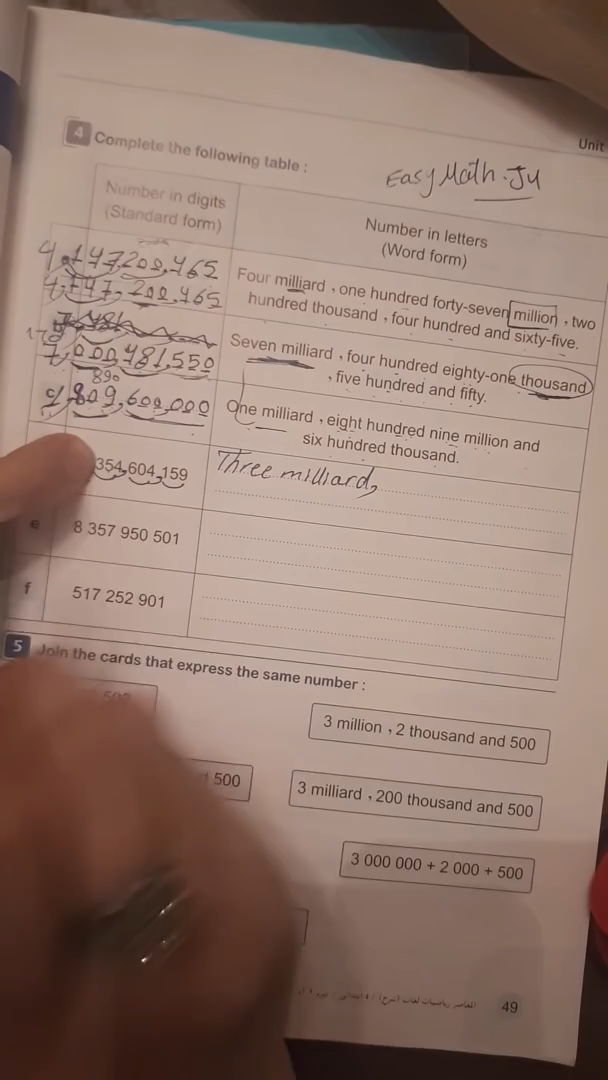 Unit
4 Complete the following table :
Easy Math. Ju
Number in digits
(Standard form)
Number in letters
(Word form)
4,147,200,465
4,147,200,465
Four milliard , one hundred forty-seven million , two
hundred thousand , four hundred and sixty-five.
7,000,481,550
Seven milliard , four hundred eighty-one thousand
, five hundred and fifty.
890
809,600,000
One milliard , eight hundred nine million and
six hundred thousand.
354,604,159
Three milliard,
e 8 357 950 501
f 517 252 901
5 Join the cards that express the same number :
500
3 million , 2 thousand and 500
500
3 milliard , 200 thousand and 500
3 000 000 + 2 000 + 500
49